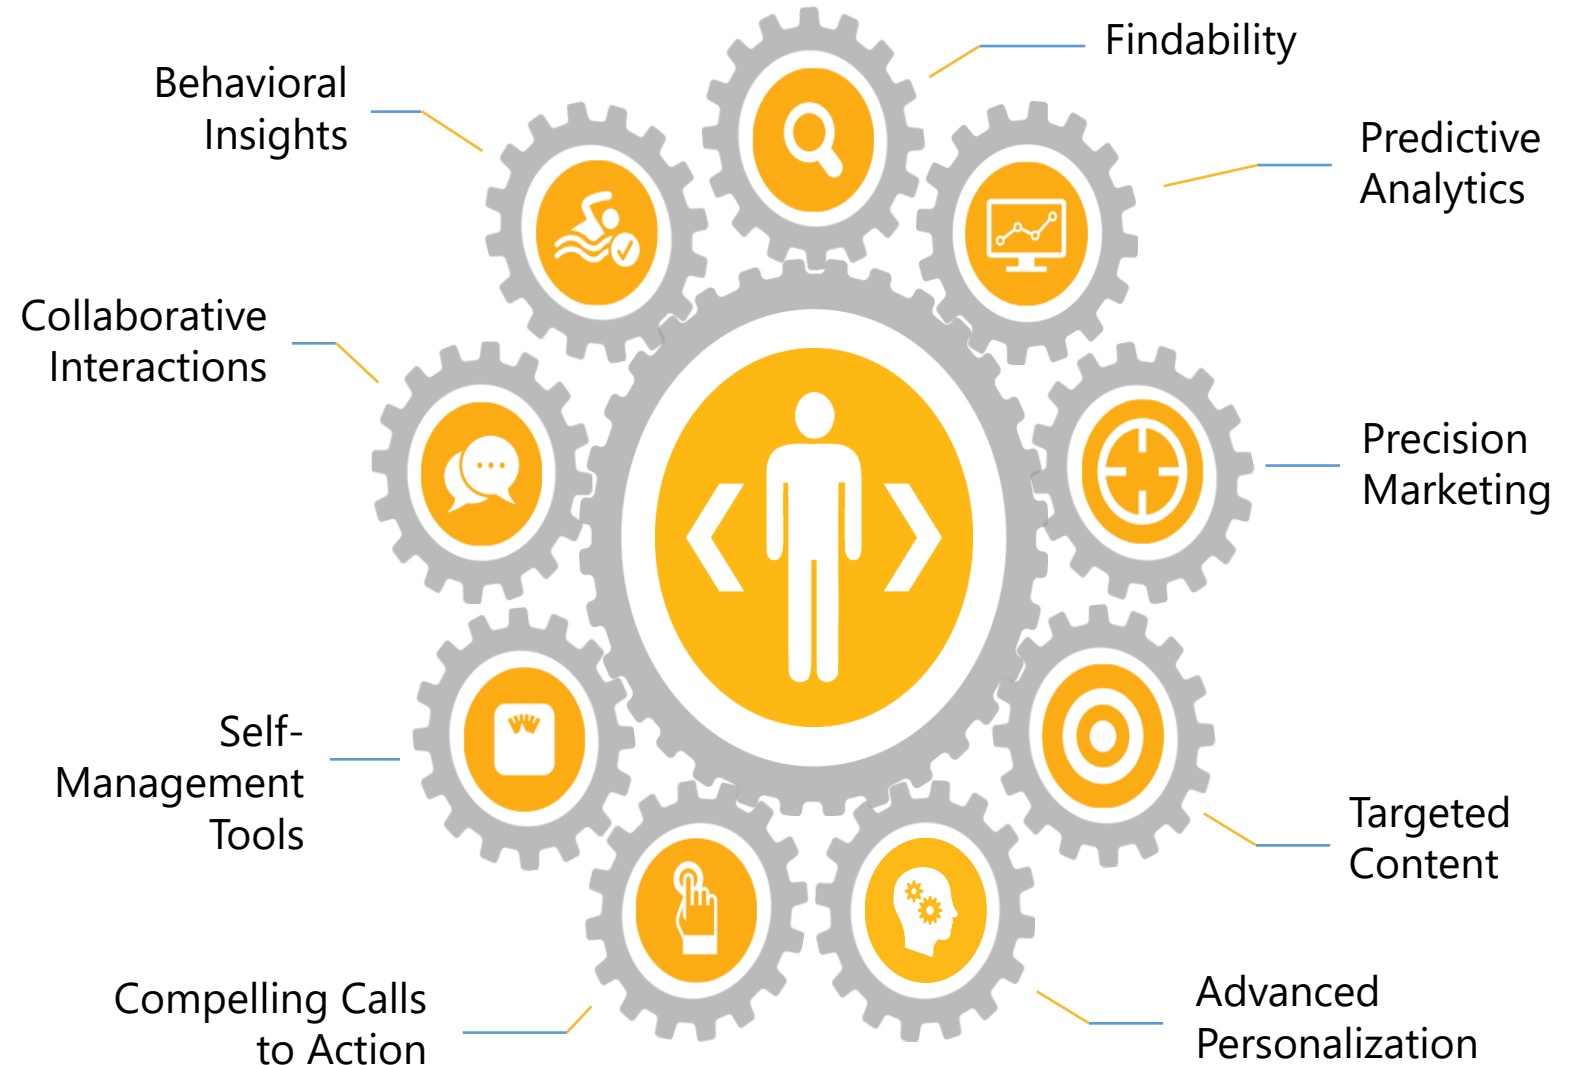 Findability
Predictive
Analytics
Precision
Marketing
Targeted
Content
Advanced
Personalization
Compelling Calls
to Action
Self-
Management
Tools
Collaborative
Interactions
Behavioral
Insights